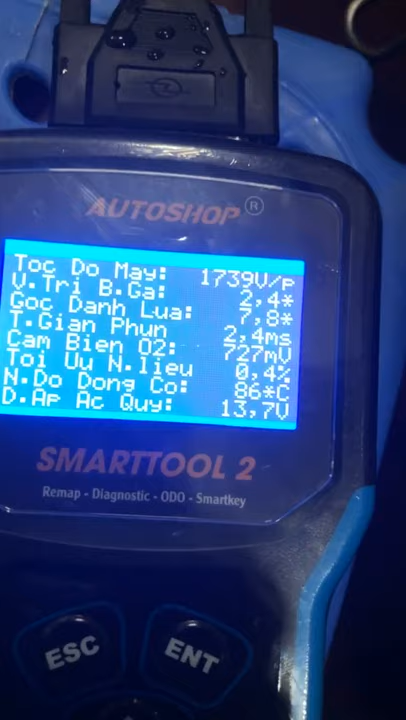 AUTOSHOP ®
Toc Do May: 1739V/p
V.Tri B.Ga: 2,4*
Goc Danh Lua: 7,8*
T.Gian Phun 2,4ms
Cam Bien O2: 727mV
Toi Uu N.lieu 0,4%
N.Do Dong Co: 86*C
D.Ap Ac Quy: 13,7V
SMARTTOOL 2
Remap - Diagnostic - ODO - Smartkey
ESC
ENT